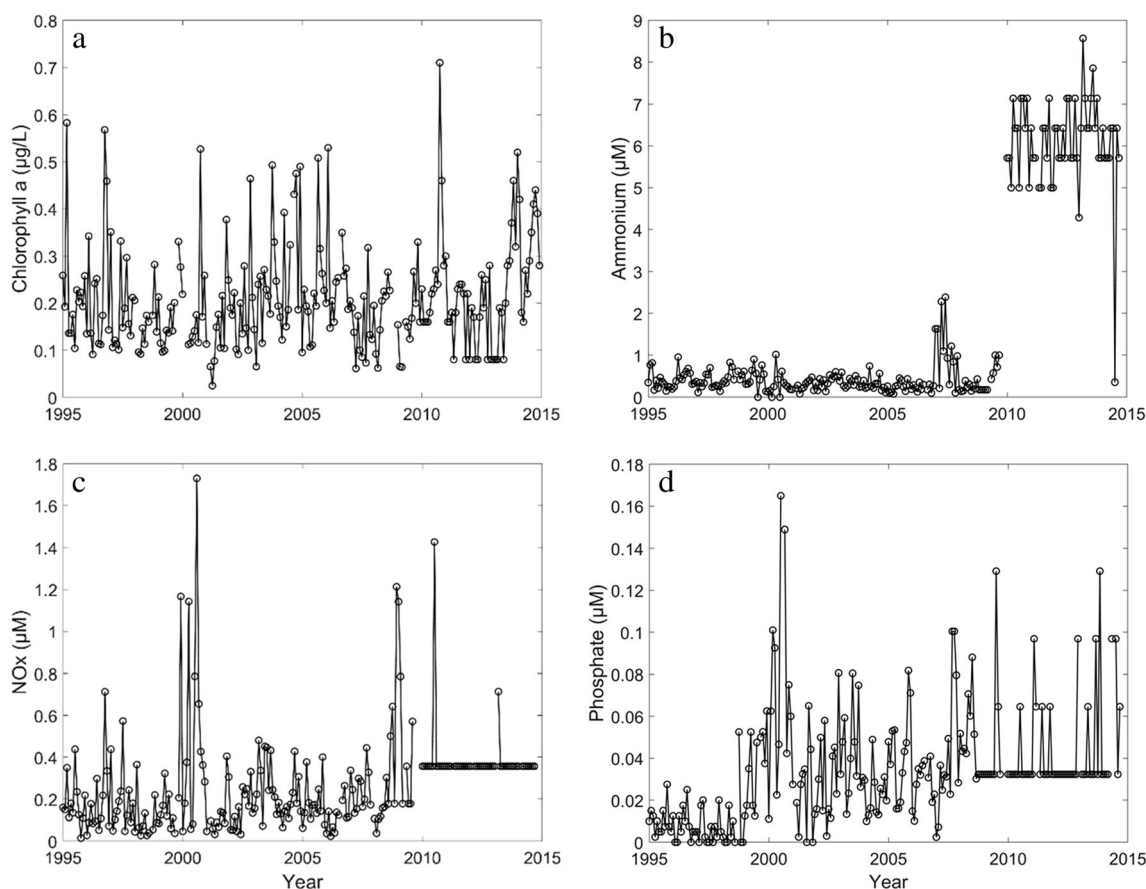 a
0.8
0.7
0.6
0.5
0.4
0.3
0.2
0.1
0
Chlorophyll a (µg/L)
1995 2000 2005 2010 2015
b
9
8
7
6
5
4
3
2
1
0
Ammonium (µM)
1995 2000 2005 2010 2015
c
1.8
1.6
1.4
1.2
1
0.8
0.6
0.4
0.2
0
NOx (µM)
1995 2000 2005 2010 2015
Year
d
0.18
0.16
0.14
0.12
0.1
0.08
0.06
0.04
0.02
0
Phosphate (µM)
1995 2000 2005 2010 2015
Year